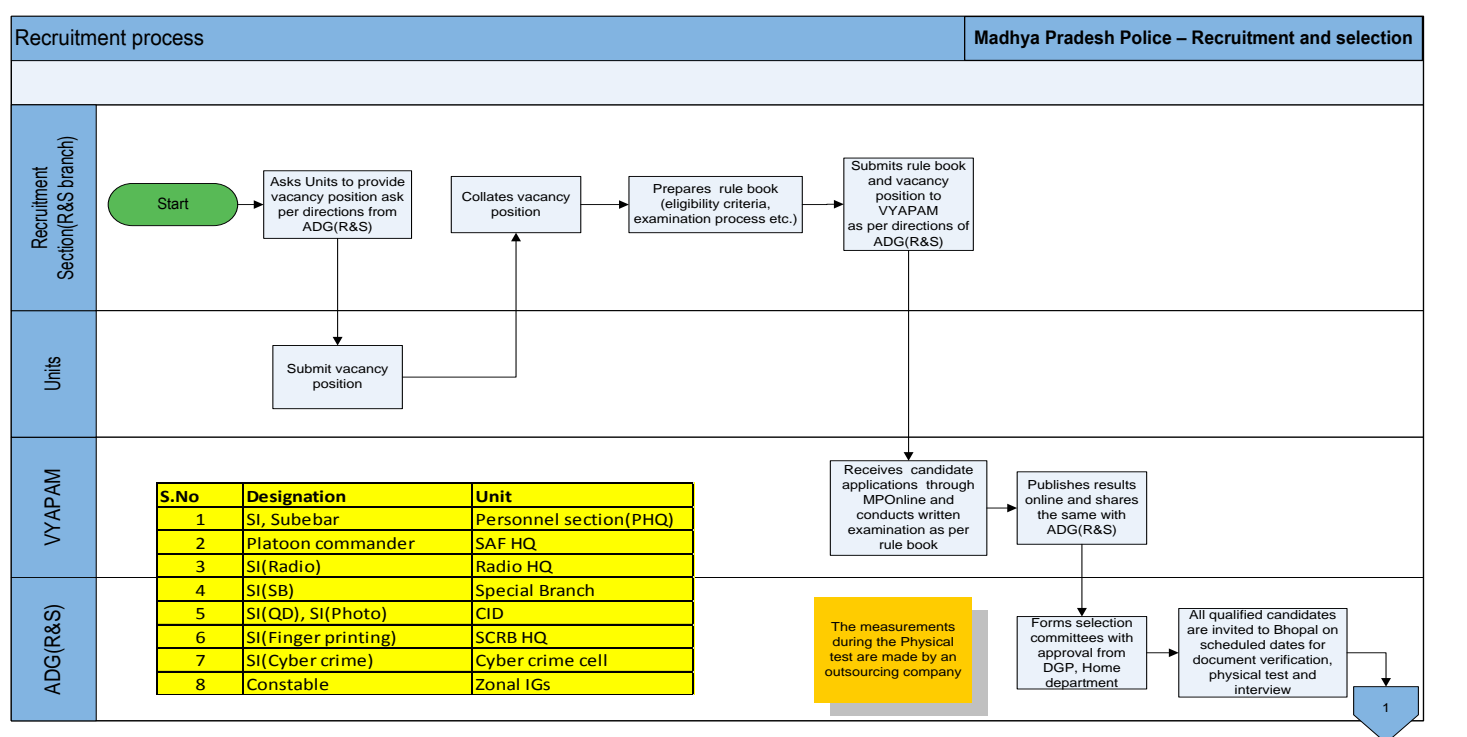 Recruitment process
Madhya Pradesh Police – Recruitment and selection
Recruitment
Section(R&S branch)
Start
Asks Units to provide
vacancy position ask
per directions from
ADG(R&S)
Collates vacancy
position
Prepares rule book
(eligibility criteria,
examination process etc.)
Submits rule book
and vacancy
position to
VYAPAM
as per directions of
ADG(R&S)
Units
Submit vacancy
position
VYAPAM
Receives candidate
applications through
MPOnline and
conducts written
examination as per
rule book
Publishes results
online and shares
the same with
ADG(R&S)
S.No Designation Unit
1 SI, Subebar Personnel section(PHQ)
2 Platoon commander SAF HQ
3 SI(Radio) Radio HQ
4 SI(SB) Special Branch
5 SI(QD), SI(Photo) CID
6 SI(Finger printing) SCRB HQ
7 SI(Cyber crime) Cyber crime cell
8 Constable Zonal IGs
ADG(R&S)
The measurements
during the Physical
test are made by an
outsourcing company
Forms selection
committees with
approval from
DGP, Home
department
All qualified candidates
are invited to Bhopal on
scheduled dates for
document verification,
physical test and
interview
1